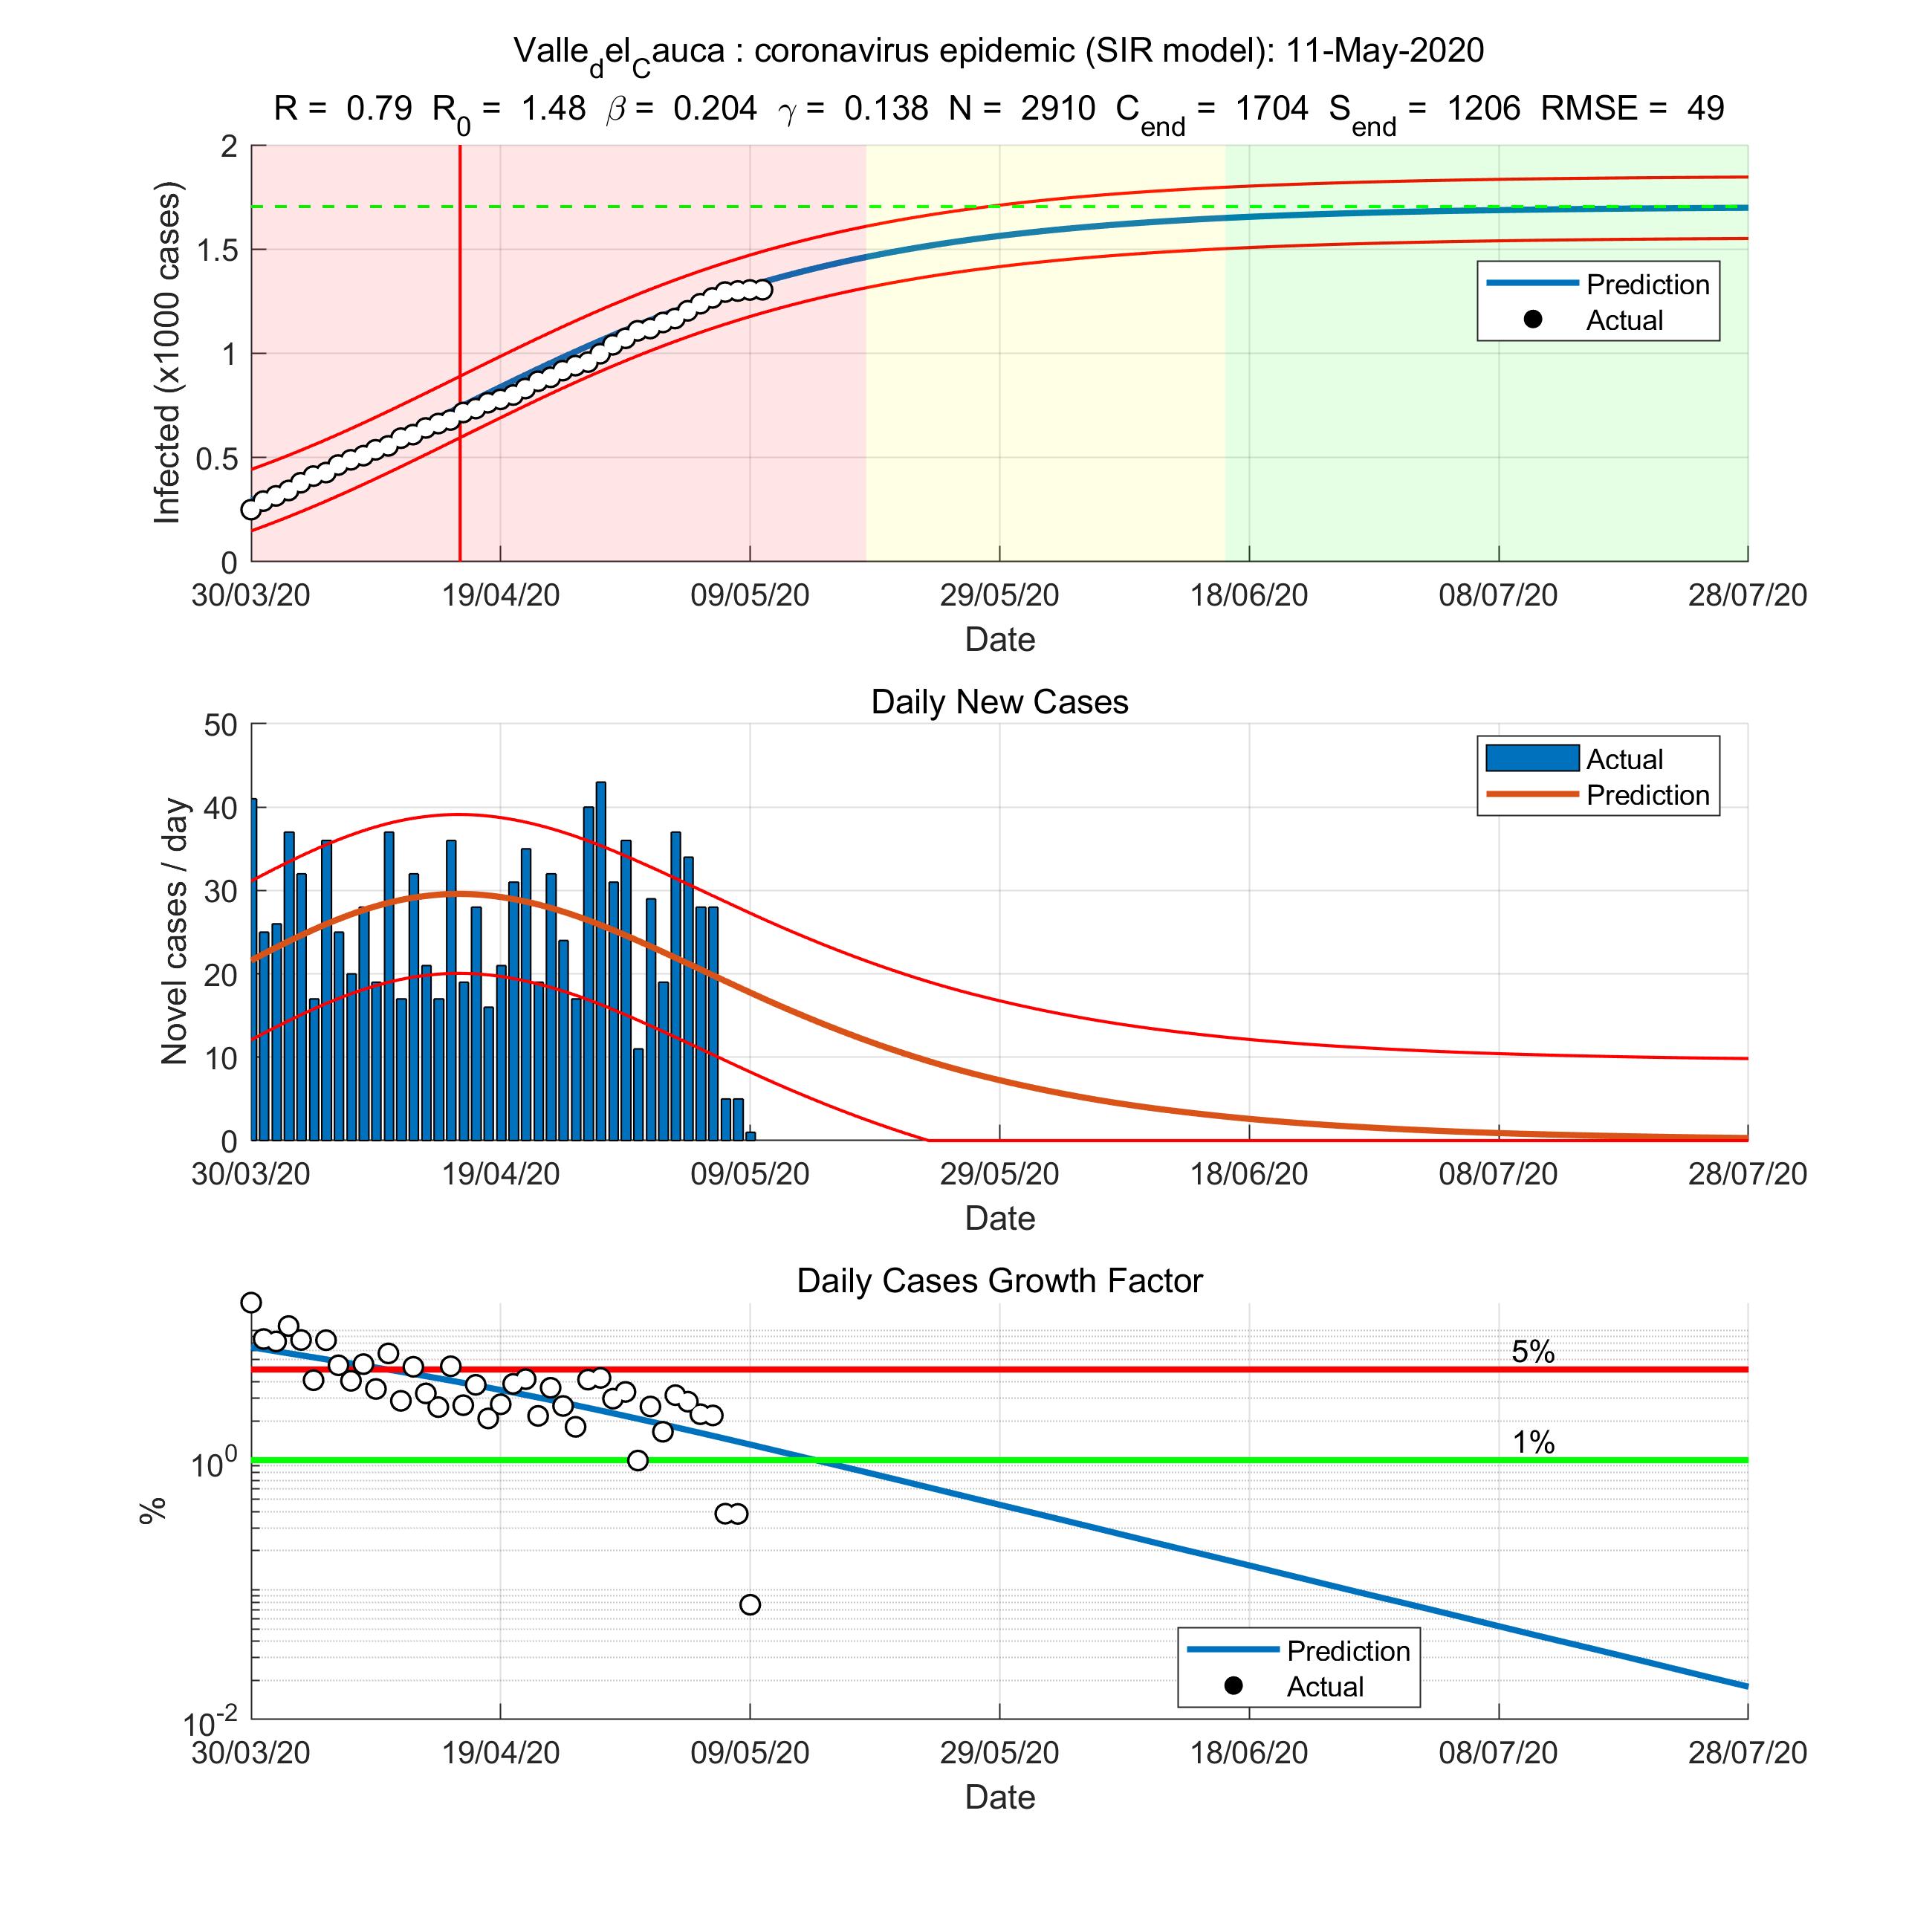 Valle_del_Cauca : coronavirus epidemic (SIR model): 11-May-2020
R = 0.79 R_0 = 1.48 β = 0.204 γ = 0.138 N = 2910 C_end = 1704 S_end = 1206 RMSE = 49
2
1.5
1
0.5
0
Infected (x1000 cases)
Prediction
Actual
30/03/20 19/04/20 09/05/20 29/05/20 18/06/20 08/07/20 28/07/20
Date
Daily New Cases
50
40
30
20
10
0
Novel cases / day
Actual
Prediction
30/03/20 19/04/20 09/05/20 29/05/20 18/06/20 08/07/20 28/07/20
Date
Daily Cases Growth Factor
5%
1%
10^0
10^-2
%
Prediction
Actual
30/03/20 19/04/20 09/05/20 29/05/20 18/06/20 08/07/20 28/07/20
Date